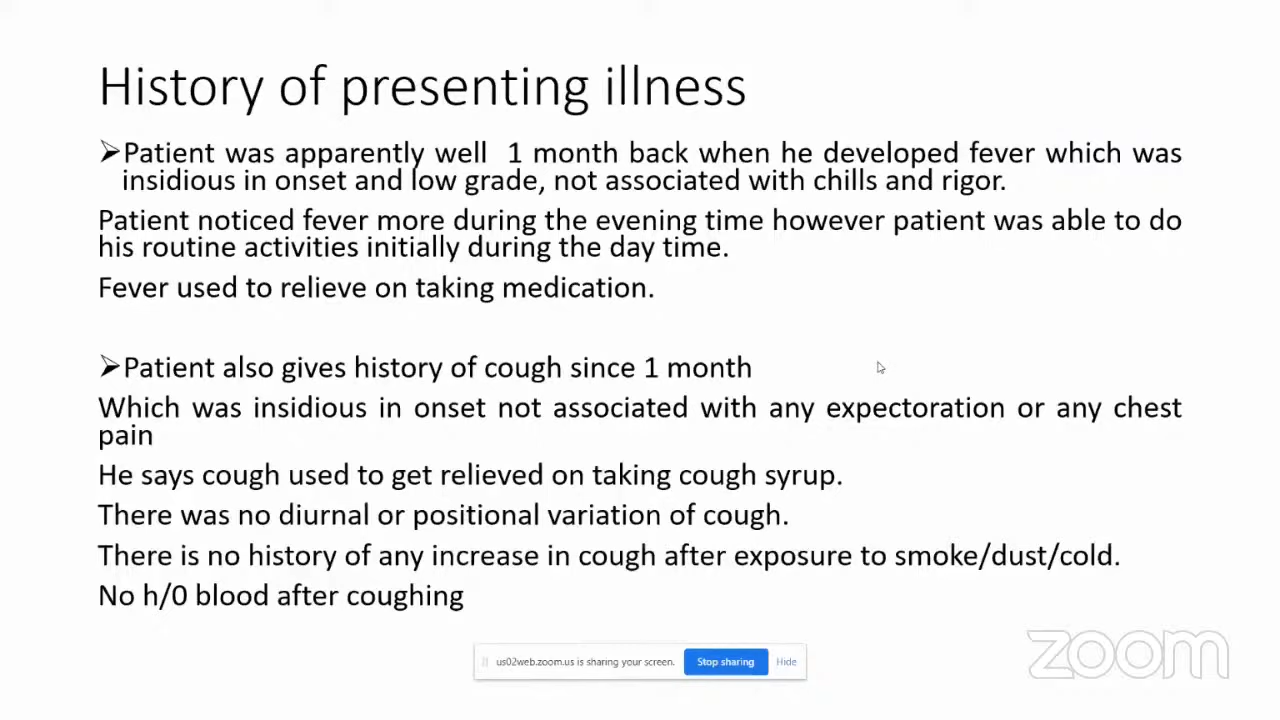 History of presenting illness
➢Patient was apparently well 1 month back when he developed fever which was
insidious in onset and low grade, not associated with chills and rigor.
Patient noticed fever more during the evening time however patient was able to do
his routine activities initially during the day time.
Fever used to relieve on taking medication.
➢Patient also gives history of cough since 1 month
Which was insidious in onset not associated with any expectoration or any chest
pain
He says cough used to get relieved on taking cough syrup.
There was no diurnal or positional variation of cough.
There is no history of any increase in cough after exposure to smoke/dust/cold.
No h/0 blood after coughing
zoom
us02web.zoom.us is sharing your screen. Stop sharing Hide